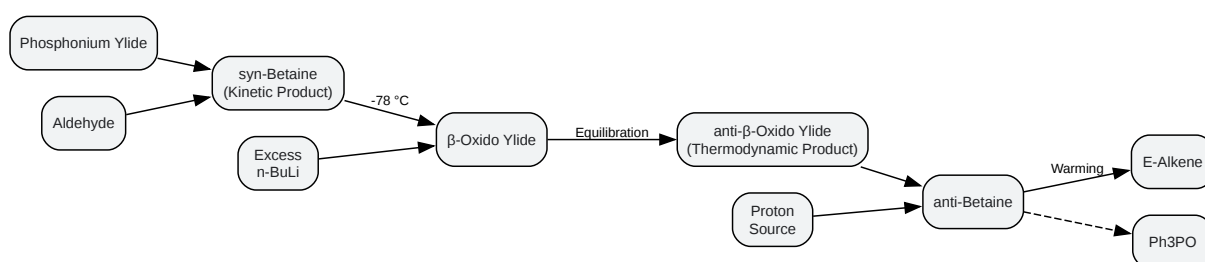 Phosphonium Ylide
Aldehyde
syn-Betaine
(Kinetic Product)
-78 °C
Excess
n-BuLi
β-Oxido Ylide
Equilibration
anti-β-Oxido Ylide
(Thermodynamic Product)
Proton
Source
anti-Betaine
Warming
E-Alkene
Ph3PO